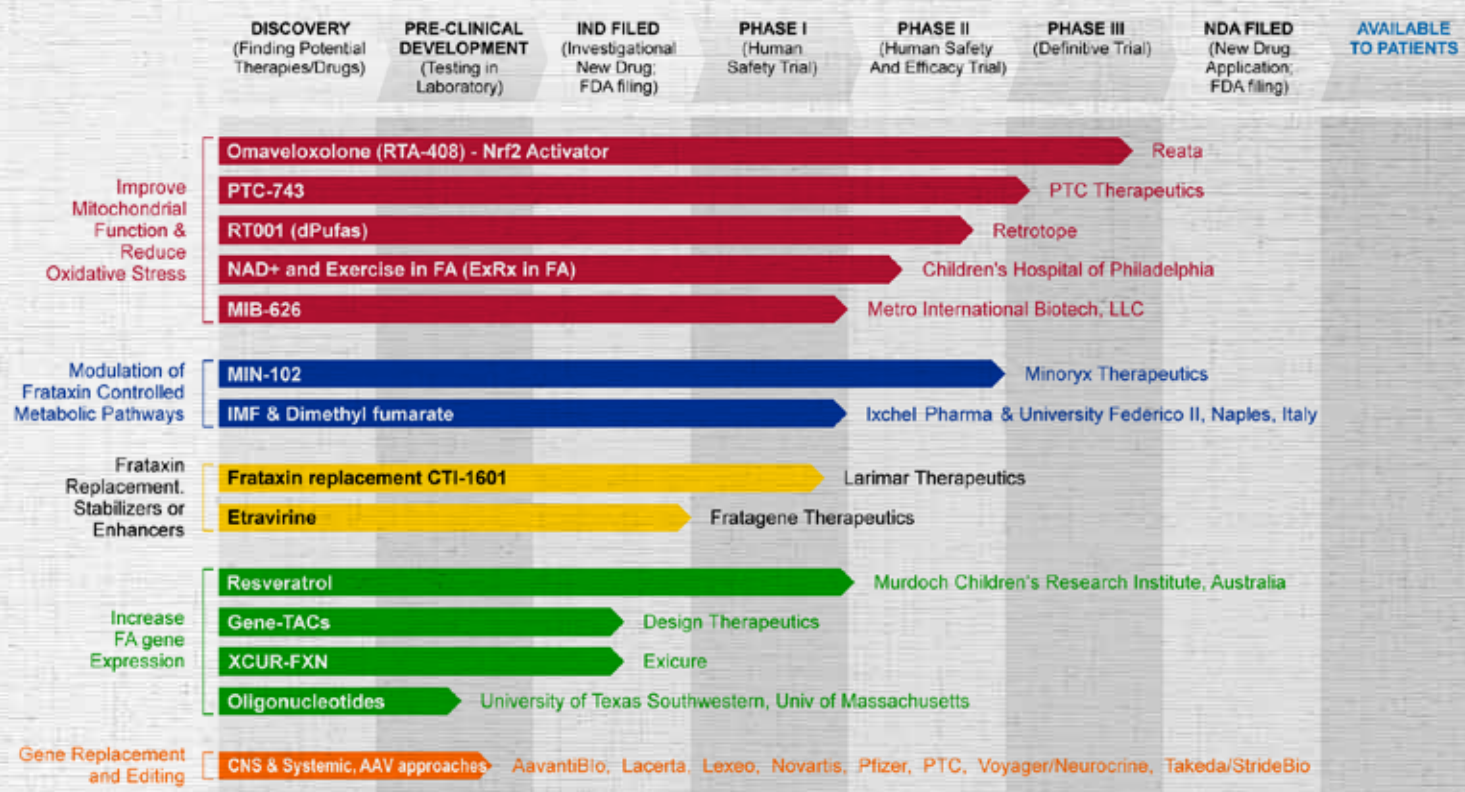 DISCOVERY
(Finding Potential
Therapies/Drugs)
PRE-CLINICAL
DEVELOPMENT
(Testing in
Laboratory)
IND FILED
(Investigational
New Drug;
FDA filing)
PHASE I
(Human
Safety Trial)
PHASE II
(Human Safety
And Efficacy Trial)
PHASE III
(Definitive Trial)
NDA FILED
(New Drug
Application;
FDA filing)
AVAILABLE
TO PATIENTS
Improve
Mitochondrial
Function &
Reduce
Oxidative Stress
Omaveloxolone (RTA-408) - Nrf2 Activator
Reata
PTC-743
PTC Therapeutics
RT001 (dPufas)
Retrotope
NAD+ and Exercise in FA (ExRx in FA)
Children's Hospital of Philadelphia
MIB-626
Metro International Biotech, LLC
Modulation of
Frataxin Controlled
Metabolic Pathways
MIN-102
Minoryx Therapeutics
IMF & Dimethyl fumarate
Ixchel Pharma & University Federico II, Naples, Italy
Frataxin
Replacement.
Stabilizers or
Enhancers
Frataxin replacement CTI-1601
Larimar Therapeutics
Etravirine
Fratagene Therapeutics
Increase
FA gene
Expression
Resveratrol
Murdoch Children's Research Institute, Australia
Gene-TACs
Design Therapeutics
XCUR-FXN
Exicure
Oligonucleotides
University of Texas Southwestern, Univ of Massachusetts
Gene Replacement
and Editing
CNS & Systemic, AAV approaches
AavantiBio, Lacerta, Lexeo, Novartis, Pfizer, PTC, Voyager/Neurocrine, Takeda/StrideBio